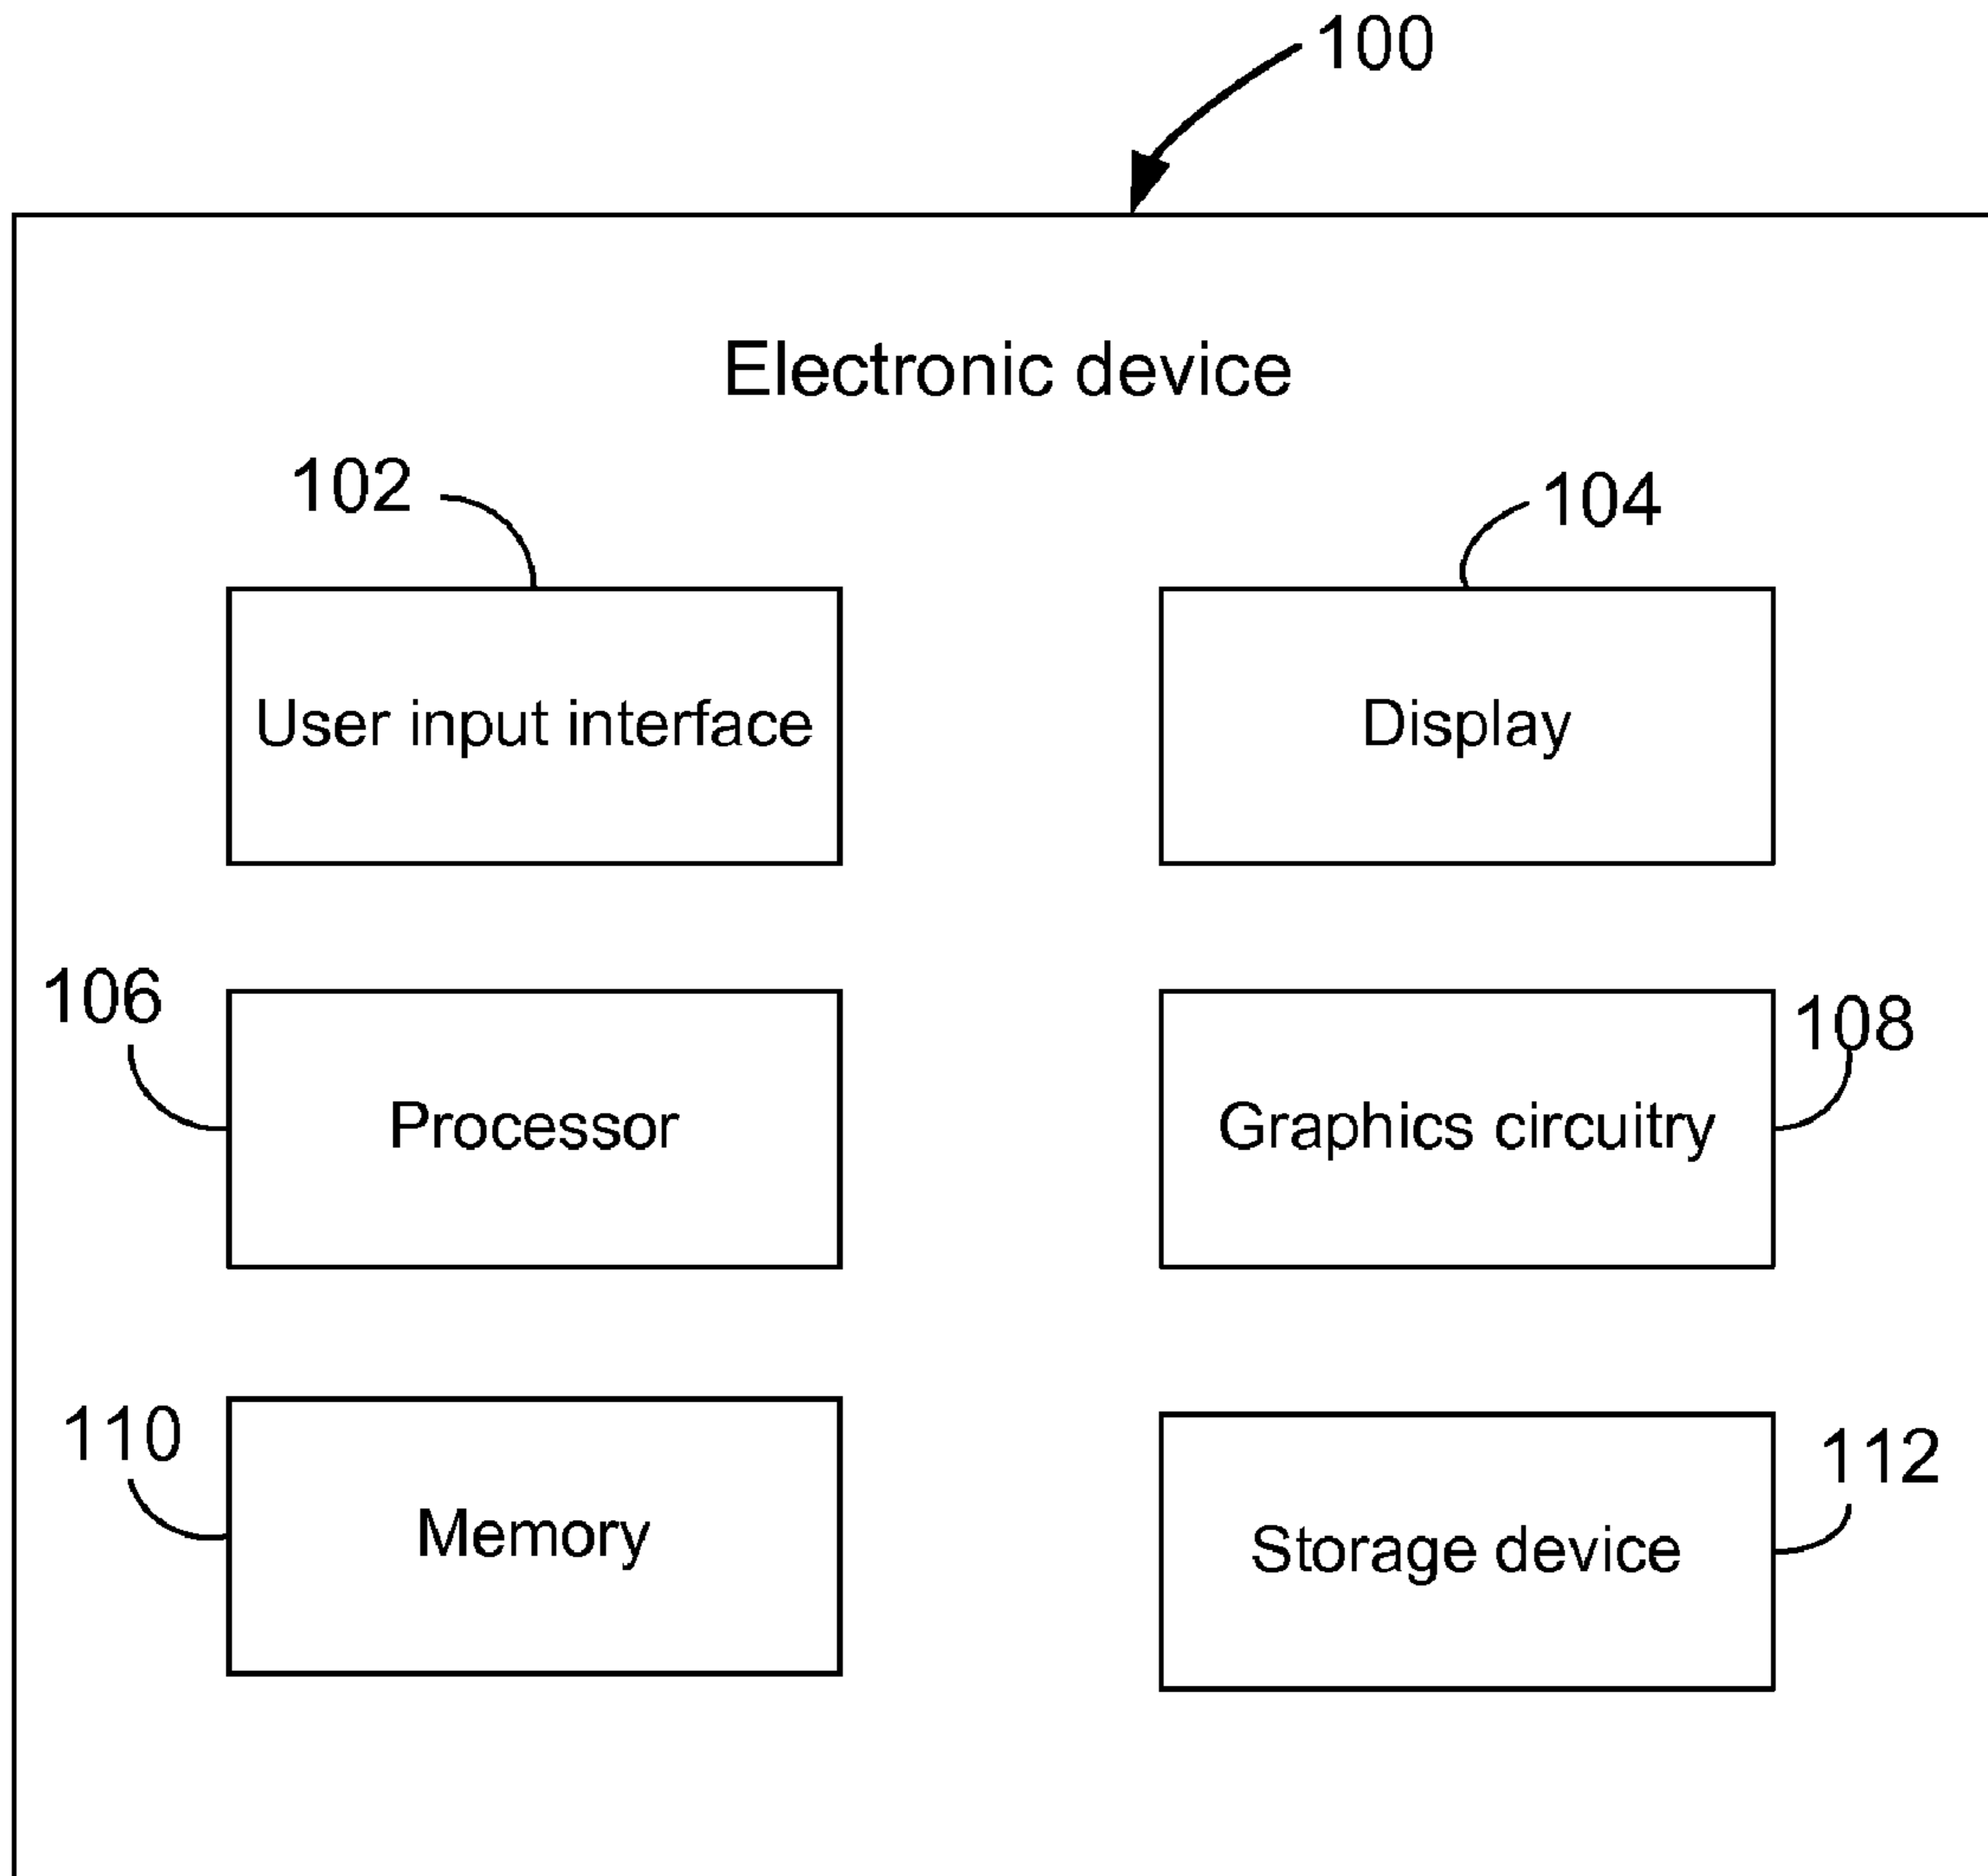 100
Electronic device
102
104
User input interface
Display
106
108
Processor
Graphics circuitry
110
112
Memory
Storage device